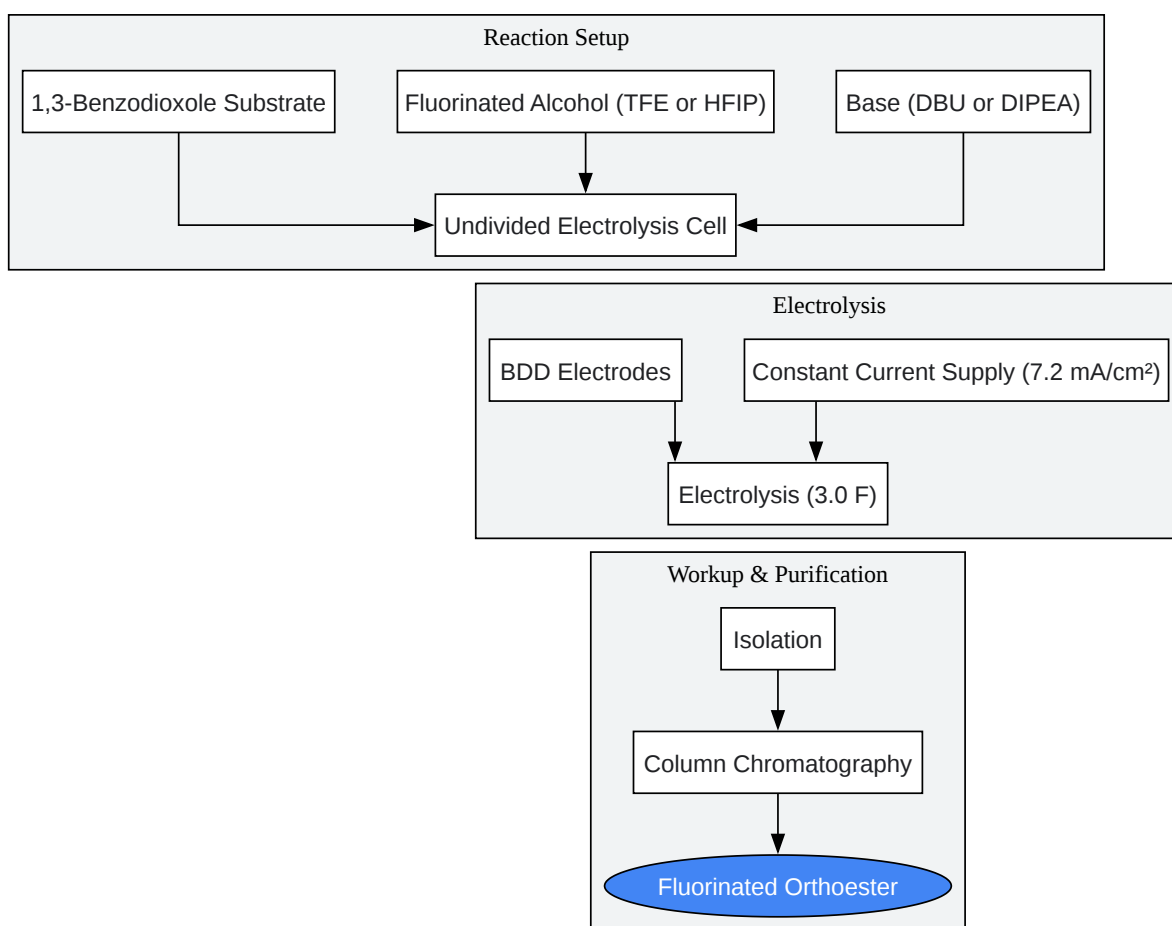 Reaction Setup
1,3-Benzodioxole Substrate
Fluorinated Alcohol (TFE or HFIP)
Base (DBU or DIPEA)
Undivided Electrolysis Cell
Electrolysis
BDD Electrodes
Constant Current Supply (7.2 mA/cm²)
Electrolysis (3.0 F)
Workup & Purification
Isolation
Column Chromatography
Fluorinated Orthoester